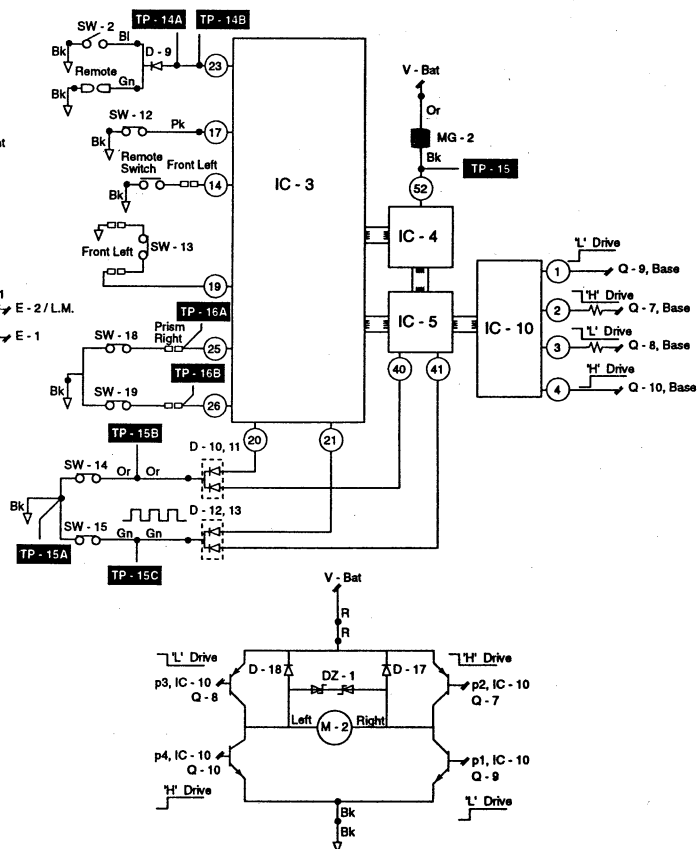 TP - 14A TP - 14B
SW - 2
Bl
Bk
D - 9
23
Remote
Gn
Bk
SW - 12
Pk
17
Bk
Remote
Switch
Front Left
14
Bk
IC - 3
SW - 13
Front Left
19
E - 2 / L.M.
E - 1
TP - 16A
SW - 18
Prism
Right
25
TP - 16B
Bk
SW - 19
26
V - Bat
Or
MG - 2
Bk
TP - 15
52
IC - 4
IC - 5
IC - 10
'L' Drive
1
Q - 9, Base
'H' Drive
2
Q - 7, Base
'L' Drive
3
Q - 8, Base
'H' Drive
4
Q - 10, Base
40
41
20
21
TP - 15B
D - 10, 11
SW - 14
Or Or
Bk
D - 12, 13
SW - 15
Gn Gn
TP - 15A
TP - 15C
V - Bat
R
R
'L' Drive
'H' Drive
D - 18
DZ - 1
D - 17
p3, IC - 10
Q - 8
p2, IC - 10
Q - 7
Left
M - 2
Right
p4, IC - 10
Q - 10
p1, IC - 10
Q - 9
'H' Drive
'L' Drive
Bk
Bk